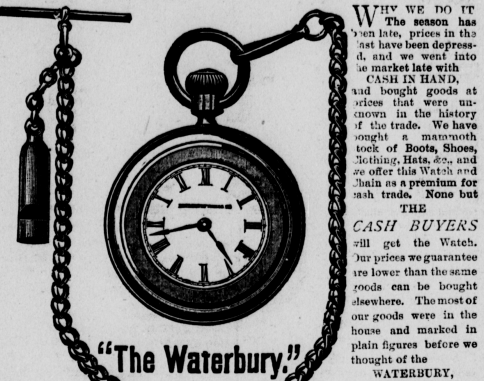 WHY WE DO IT
The season has
been late, prices in the
East have been depress-
ed, and we went into
the market late with
CASH IN HAND,
and bought goods at
prices that were un-
known in the history
of the trade. We have
bought a mammoth
stock of Boots, Shoes,
Clothing, Hats, &c., and
we offer this Watch and
Chain as a premium for
cash trade. None but
THE
CASH BUYERS
will get the Watch.
Our prices we guarantee
are lower than the same
goods can be bought
elsewhere. The most of
our goods were in the
house and marked in
plain figures before we
thought of the
WATERBURY,
"The Waterbury."